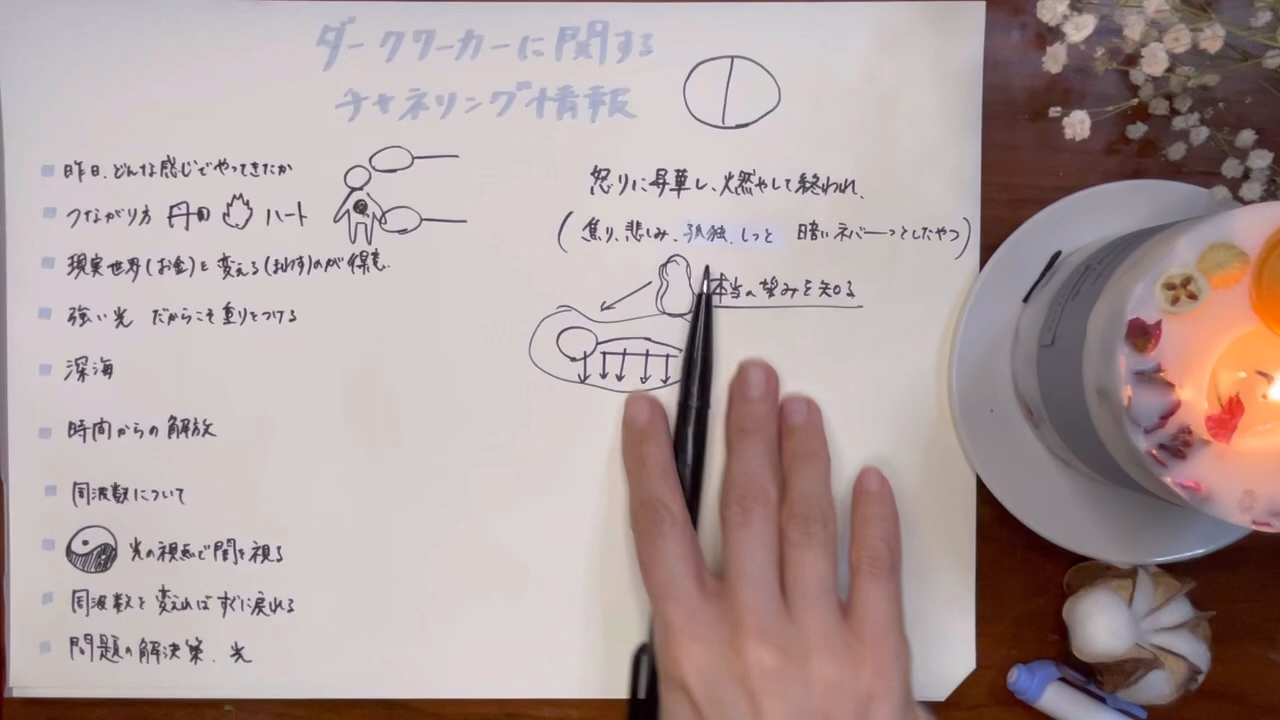 ダークワーカーに関する
チャネリング情報
昨日、どんな感じでやってきたか
つながり方 丹田 ハート
現実世界(お金)を変える(おとす)のが得意
強い光 だからこそ重りをつける
深海
時間からの解放
周波数について
光の視点で闇を視る
周波数を変えればすぐに戻れる
問題の解決策、光
怒りに昇華し、燃やして終われ、
(焦り、悲しみ、孤独、しっと 暗いネバーっとしたやつ)
本当の望みを知る